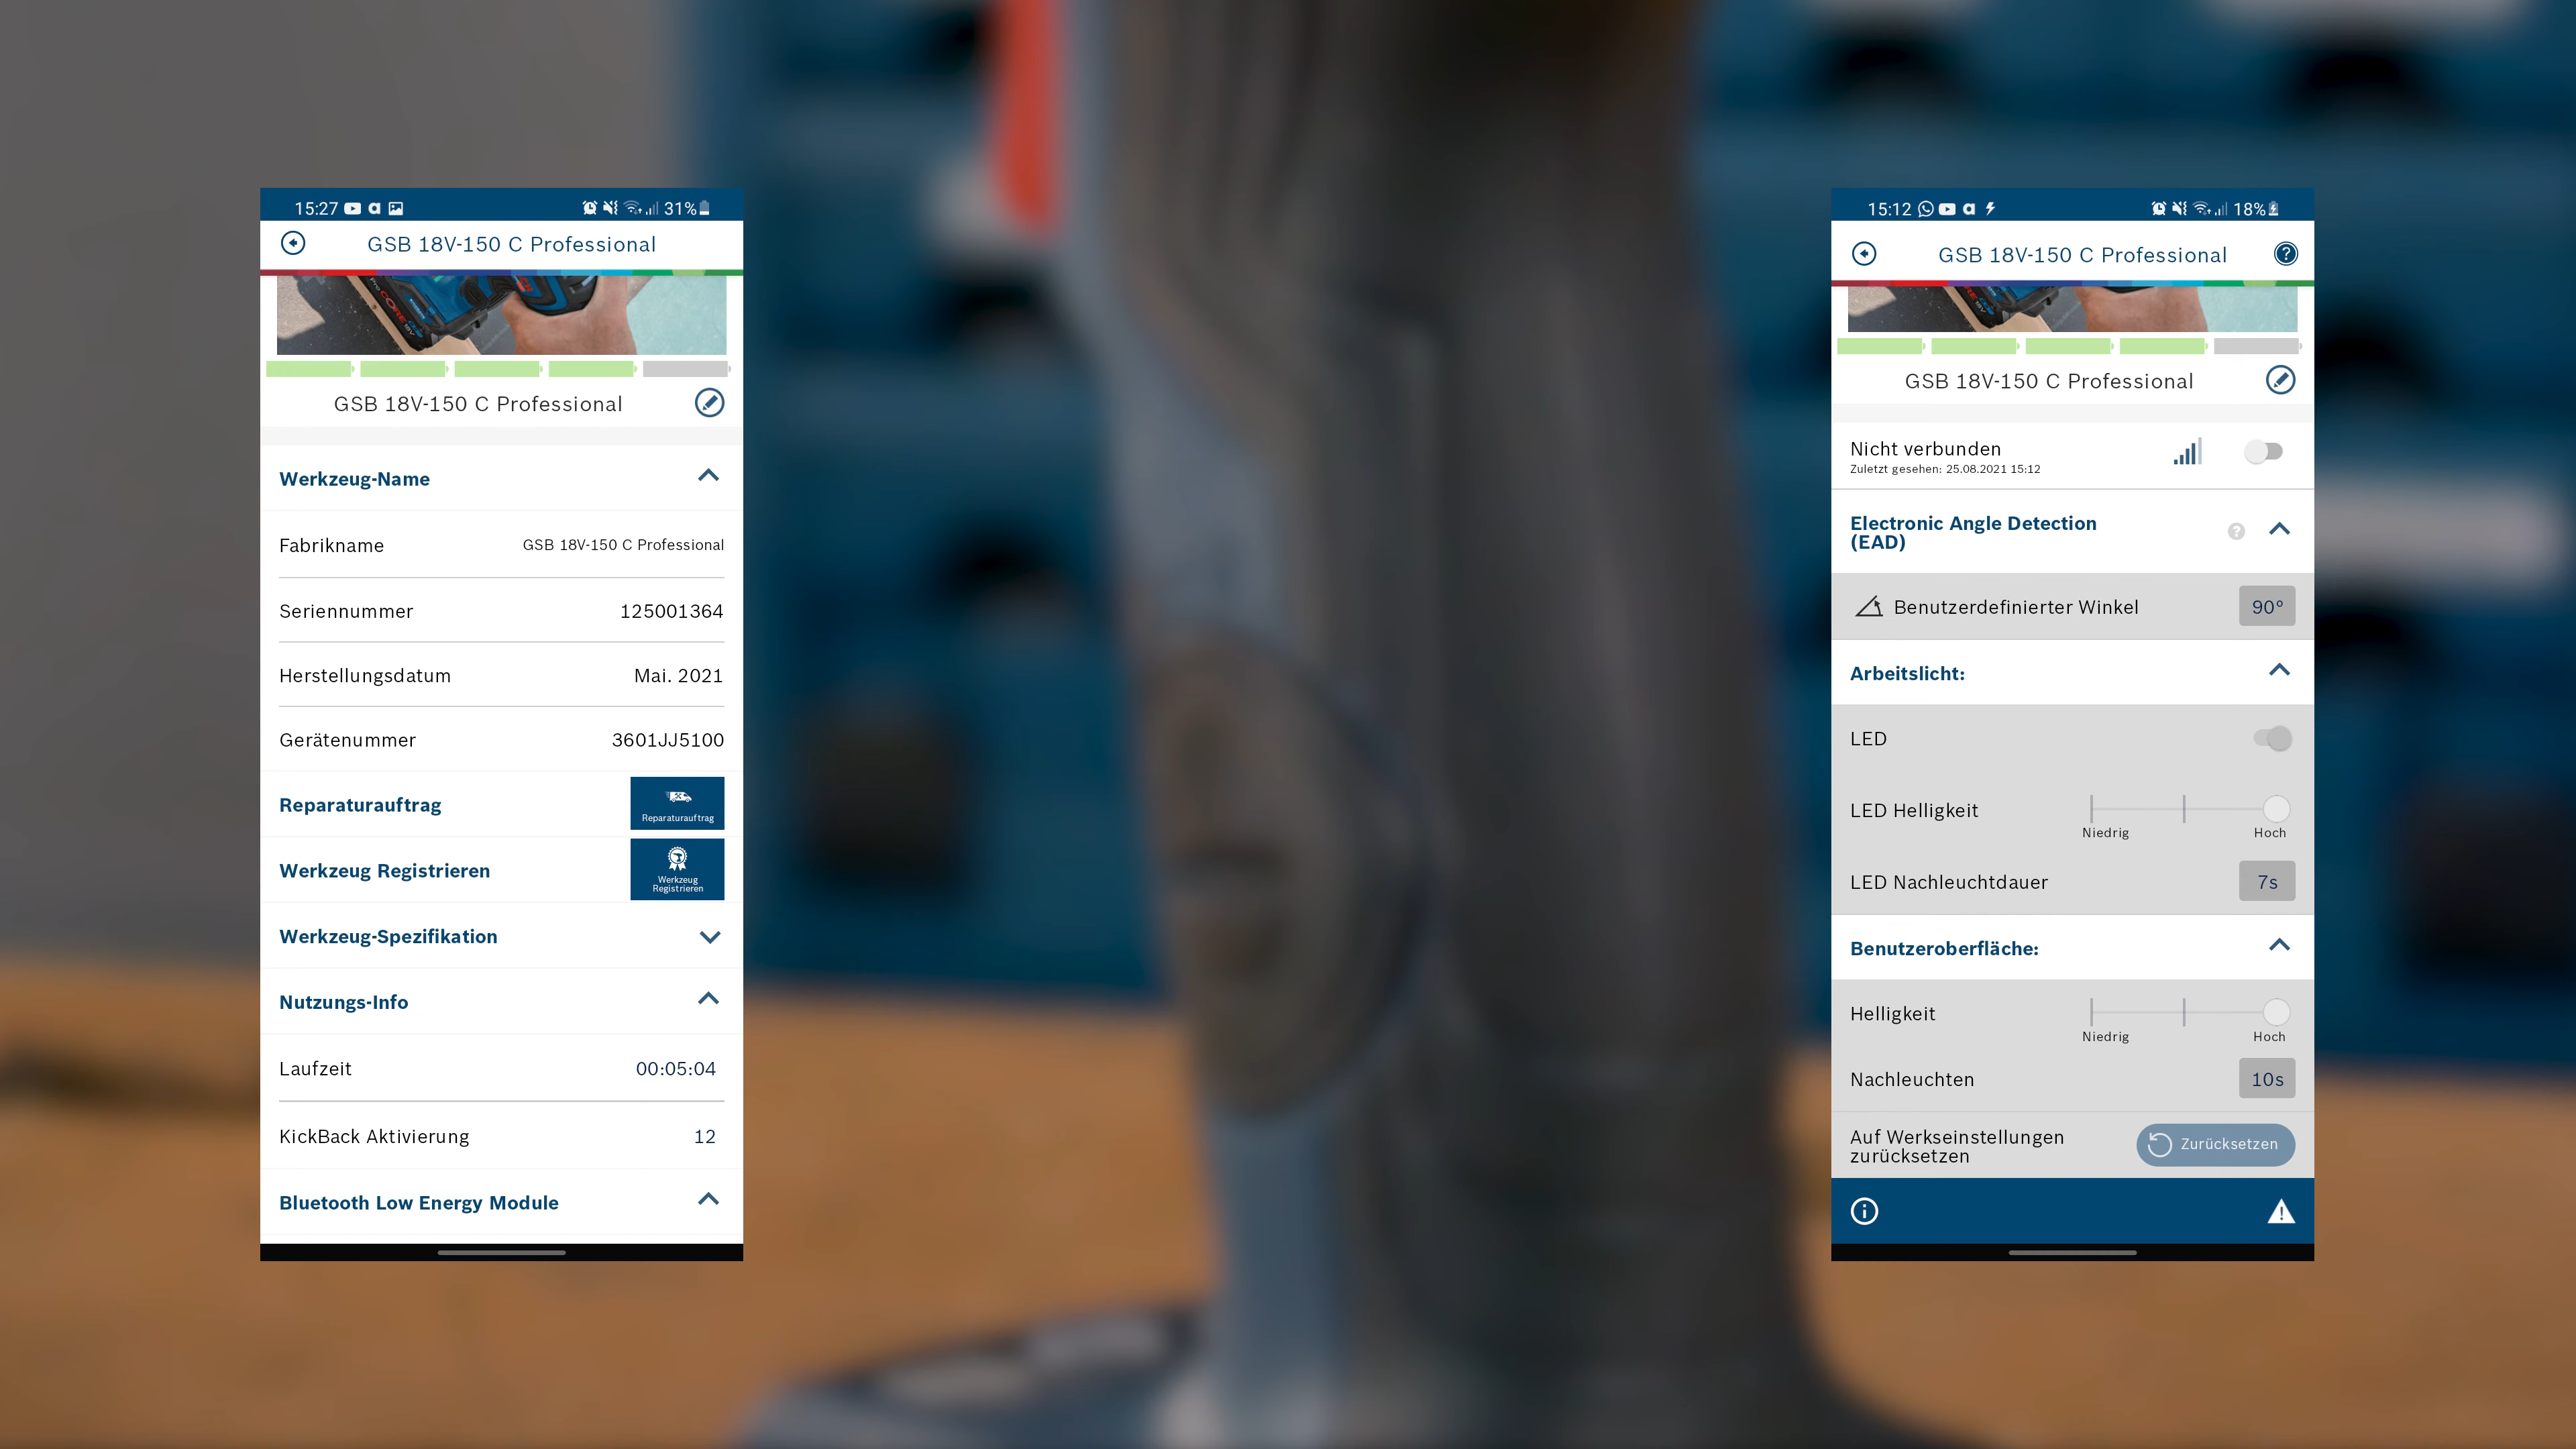 15:27
31%
GSB 18V-150 C Professional
GSB 18V-150 C Professional
Werkzeug-Name
Fabrikname GSB 18V-150 C Professional
Seriennummer 125001364
Herstellungsdatum Mai. 2021
Gerätenummer 3601JJ5100
Reparaturauftrag
Reparaturauftrag
Werkzeug Registrieren
Werkzeug
Registrieren
Werkzeug-Spezifikation
Nutzungs-Info
Laufzeit 00:05:04
KickBack Aktivierung 12
Bluetooth Low Energy Module
15:12
18%
GSB 18V-150 C Professional
GSB 18V-150 C Professional
Nicht verbunden
Zuletzt gesehen: 25.08.2021 15:12
Electronic Angle Detection
(EAD)
Benutzerdefinierter Winkel 90°
Arbeitslicht:
LED
LED Helligkeit
Niedrig Hoch
LED Nachleuchtdauer 7s
Benutzeroberfläche:
Helligkeit
Niedrig Hoch
Nachleuchten 10s
Auf Werkseinstellungen
zurücksetzen
Zurücksetzen